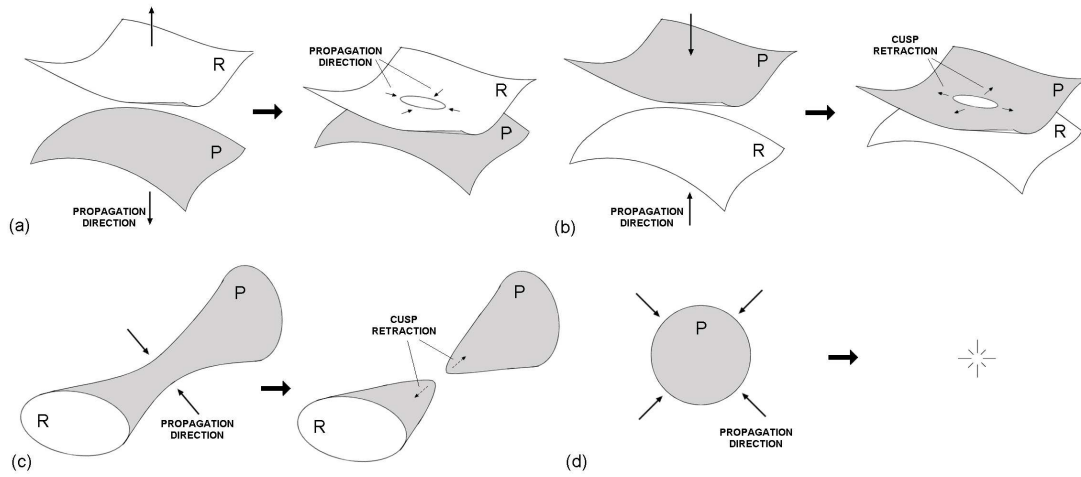 R
P
PROPAGATION
DIRECTION
PROPAGATION
DIRECTION
R
P
(a)
P
R
PROPAGATION
DIRECTION
CUSP
RETRACTION
P
R
(b)
P
R
PROPAGATION
DIRECTION
CUSP
RETRACTION
P
R
(c)
P
PROPAGATION
DIRECTION
(d)